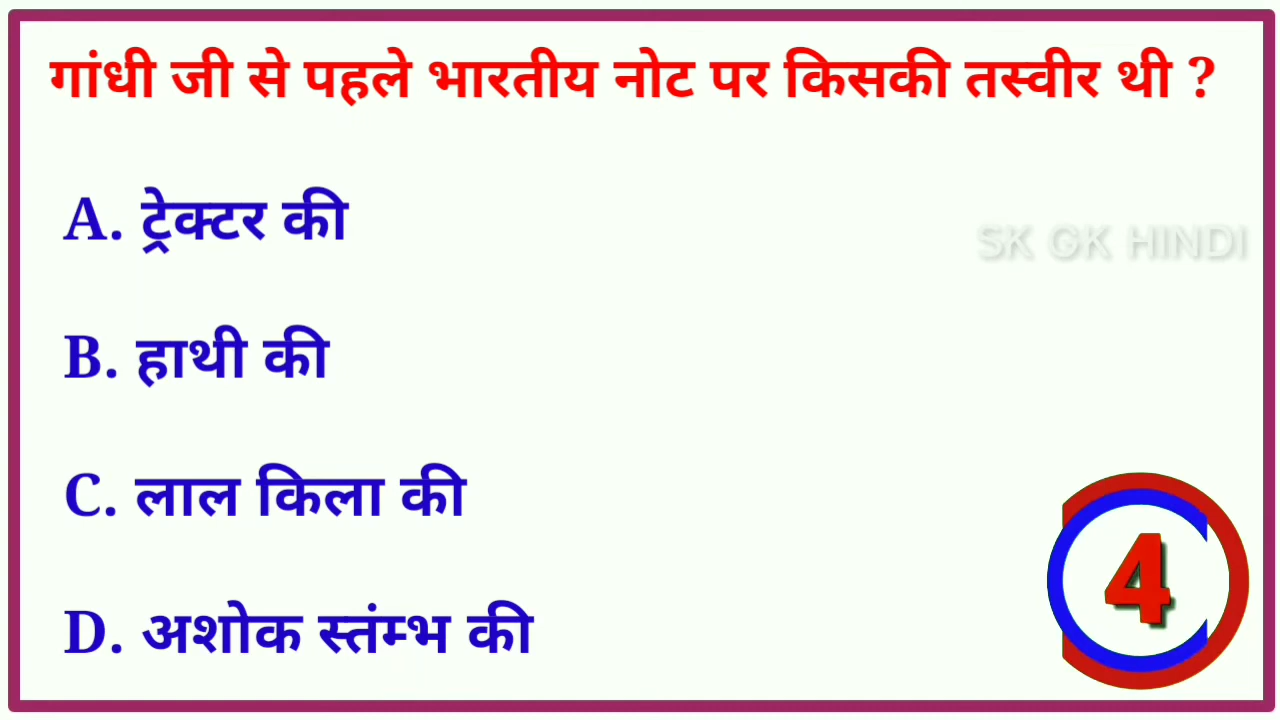 गांधी जी से पहले भारतीय नोट पर किसकी तस्वीर थी ?
A. ट्रेक्टर की
SK GK HINDI
B. हाथी की
C. लाल किला की
4
D. अशोक स्तंम्भ की